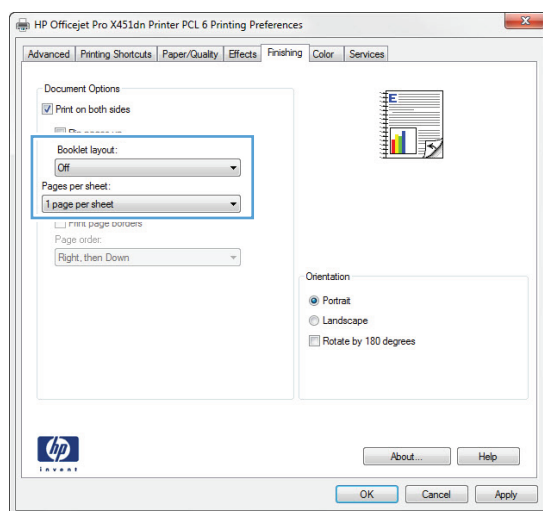 HP Officejet Pro X451dn Printer PCL 6 Printing Preferences
Advanced Printing Shortcuts Paper/Quality Effects Finishing Color Services
Document Options
Print on both sides
Booklet layout:
Off
Pages per sheet:
1 page per sheet
Print page borders
Page order:
Right, then Down
E
Orientation
Portrait
Landscape
Rotate by 180 degrees
hp
invent
About... Help
OK Cancel Apply